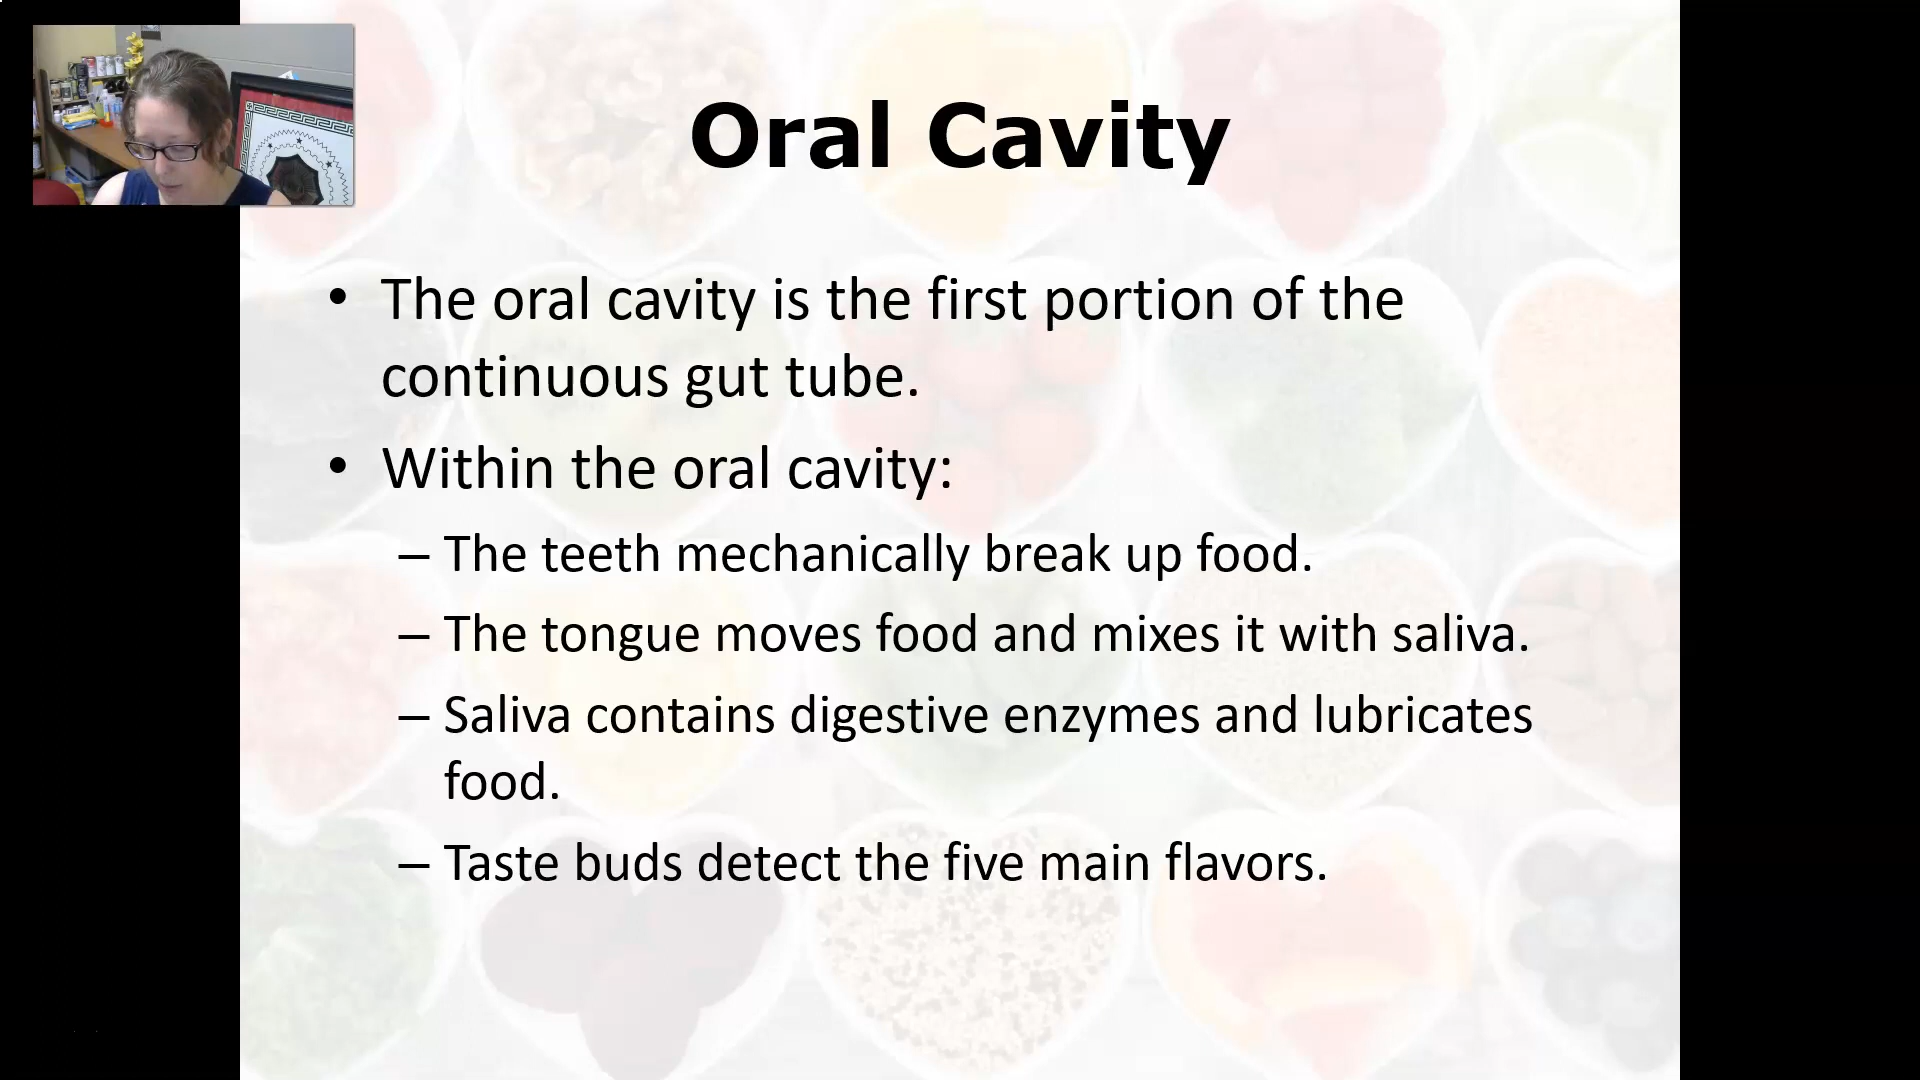 Oral Cavity
• The oral cavity is the first portion of the
continuous gut tube.
• Within the oral cavity:
– The teeth mechanically break up food.
– The tongue moves food and mixes it with saliva.
– Saliva contains digestive enzymes and lubricates
food.
– Taste buds detect the five main flavors.